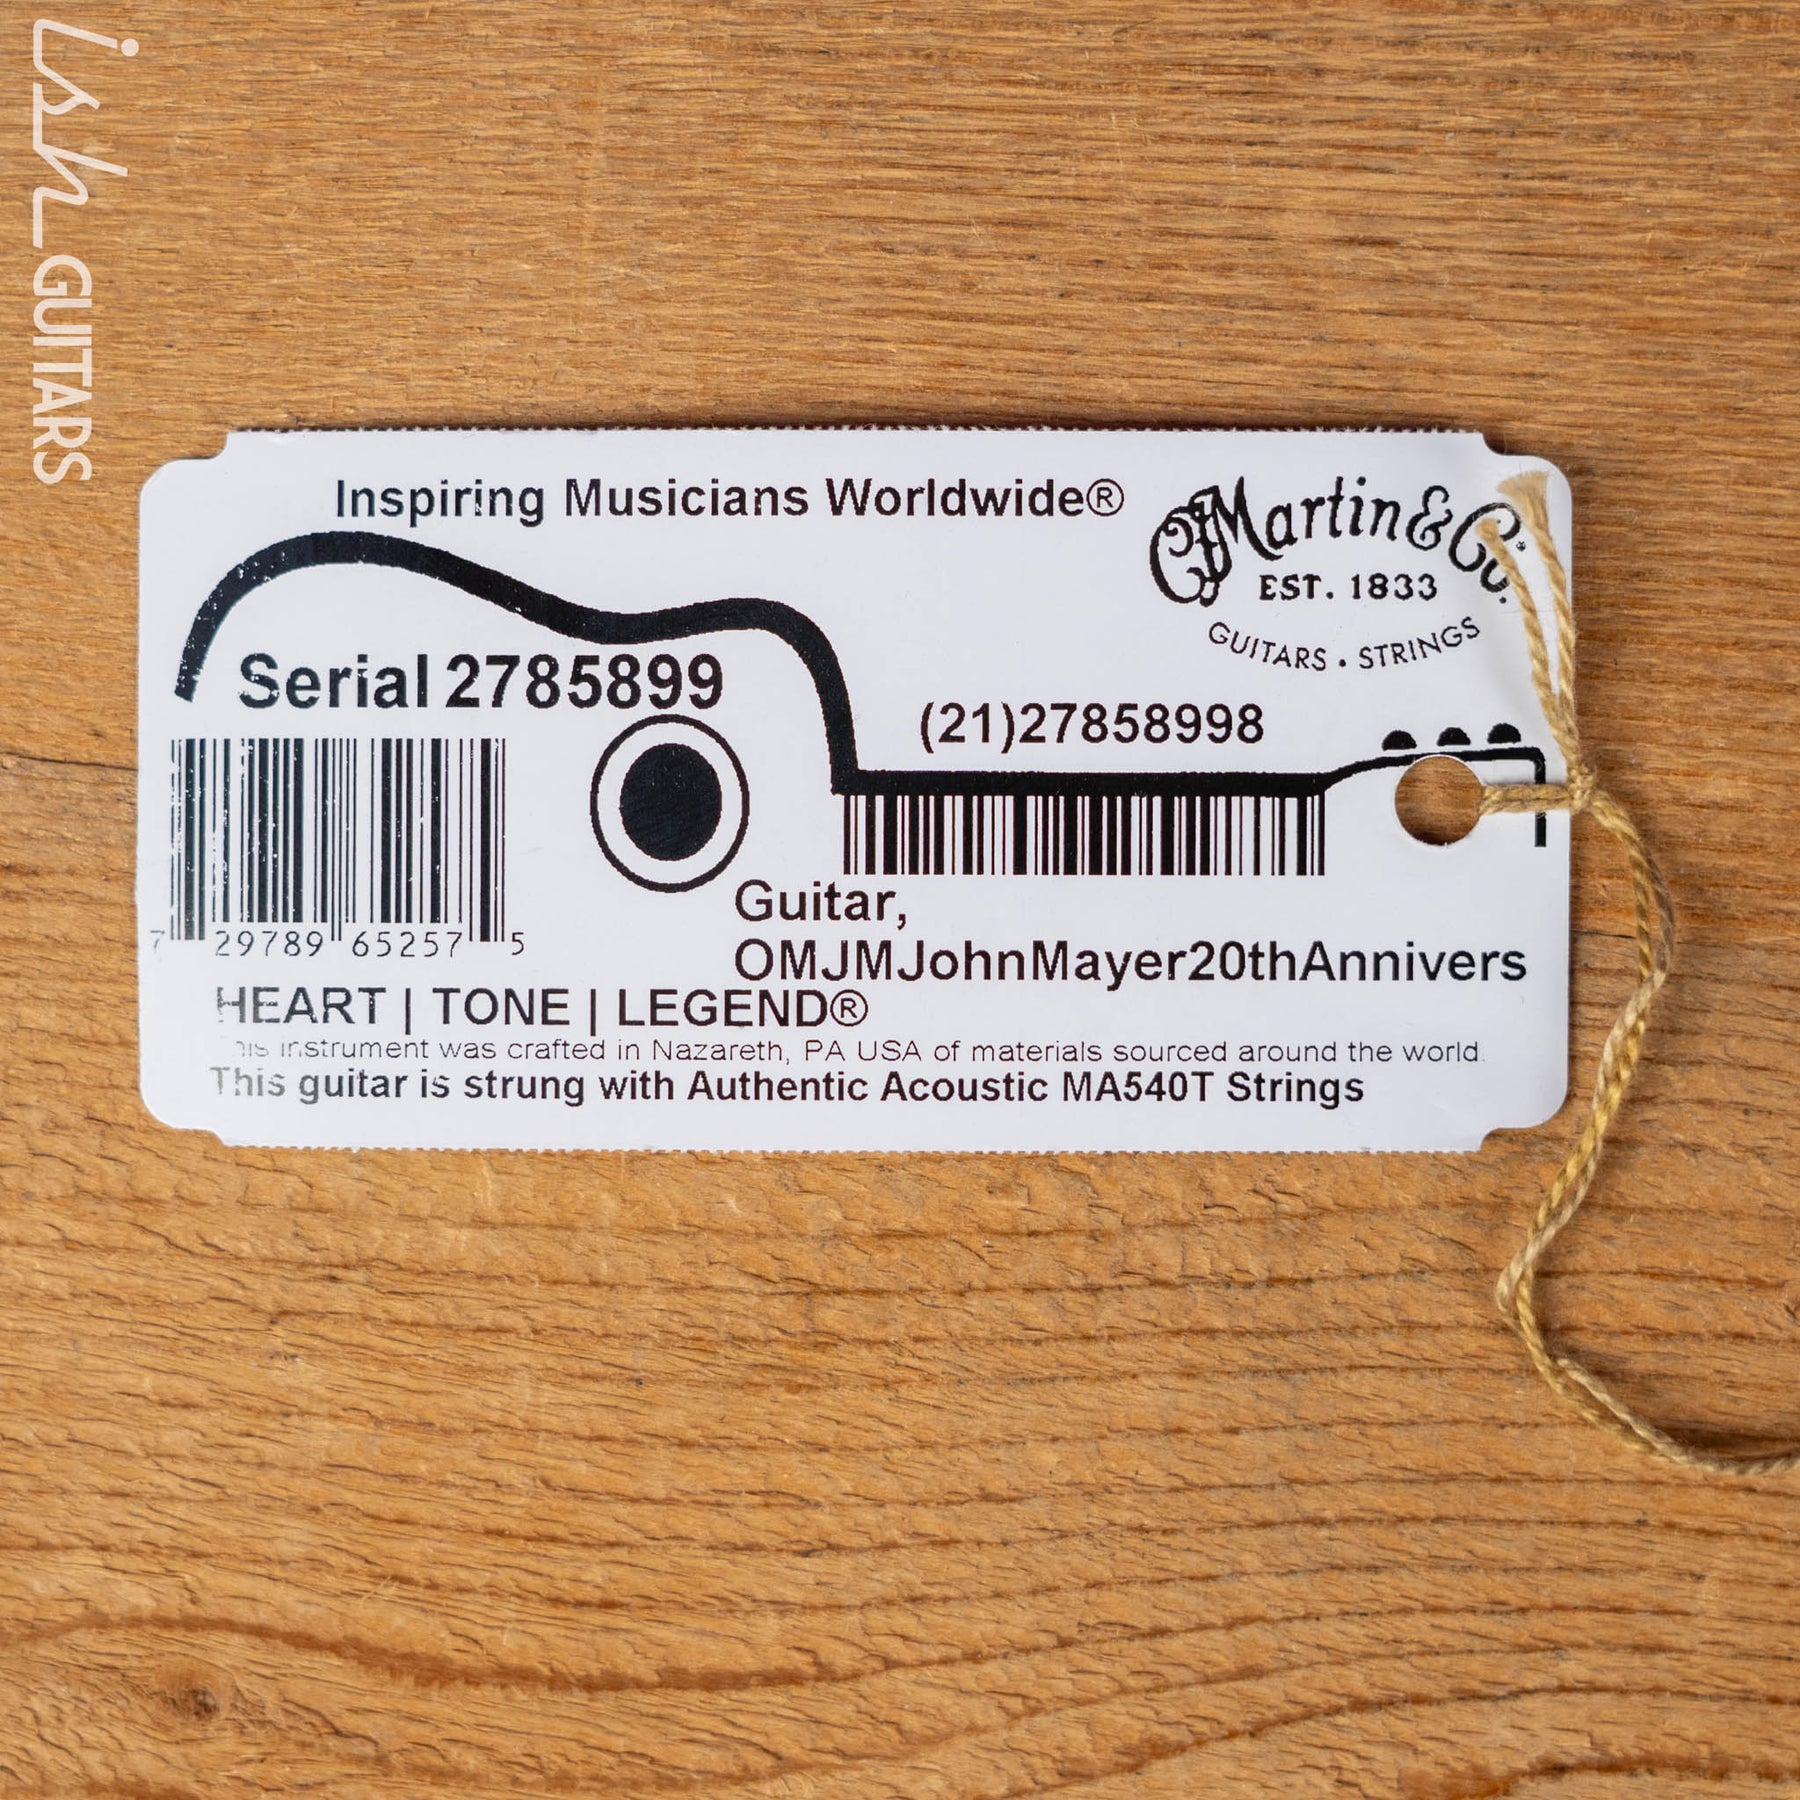 ish GUITARS
Inspiring Musicians Worldwide®
CFMartin & Co.
EST. 1833
GUITARS • STRINGS
Serial 2785899
(21)27858998
7 29789 65257 5
Guitar,
OMJMJohnMayer20thAnnivers
HEART | TONE | LEGEND®
This instrument was crafted in Nazareth, PA USA of materials sourced around the world.
This guitar is strung with Authentic Acoustic MA540T Strings